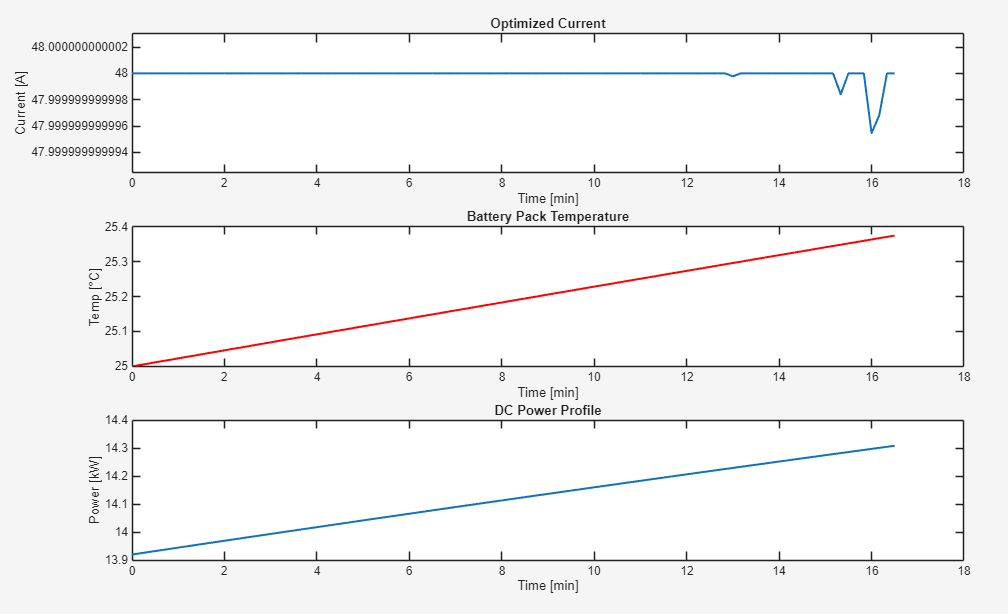 Optimized Current
Current [A]
48.000000000002
48
47.999999999998
47.999999999996
47.999999999994
0 2 4 6 8 10 12 14 16 18
Time [min]
Battery Pack Temperature
Temp [°C]
25.4
25.3
25.2
25.1
25
0 2 4 6 8 10 12 14 16 18
Time [min]
DC Power Profile
Power [kW]
14.4
14.3
14.2
14.1
14
13.9
0 2 4 6 8 10 12 14 16 18
Time [min]